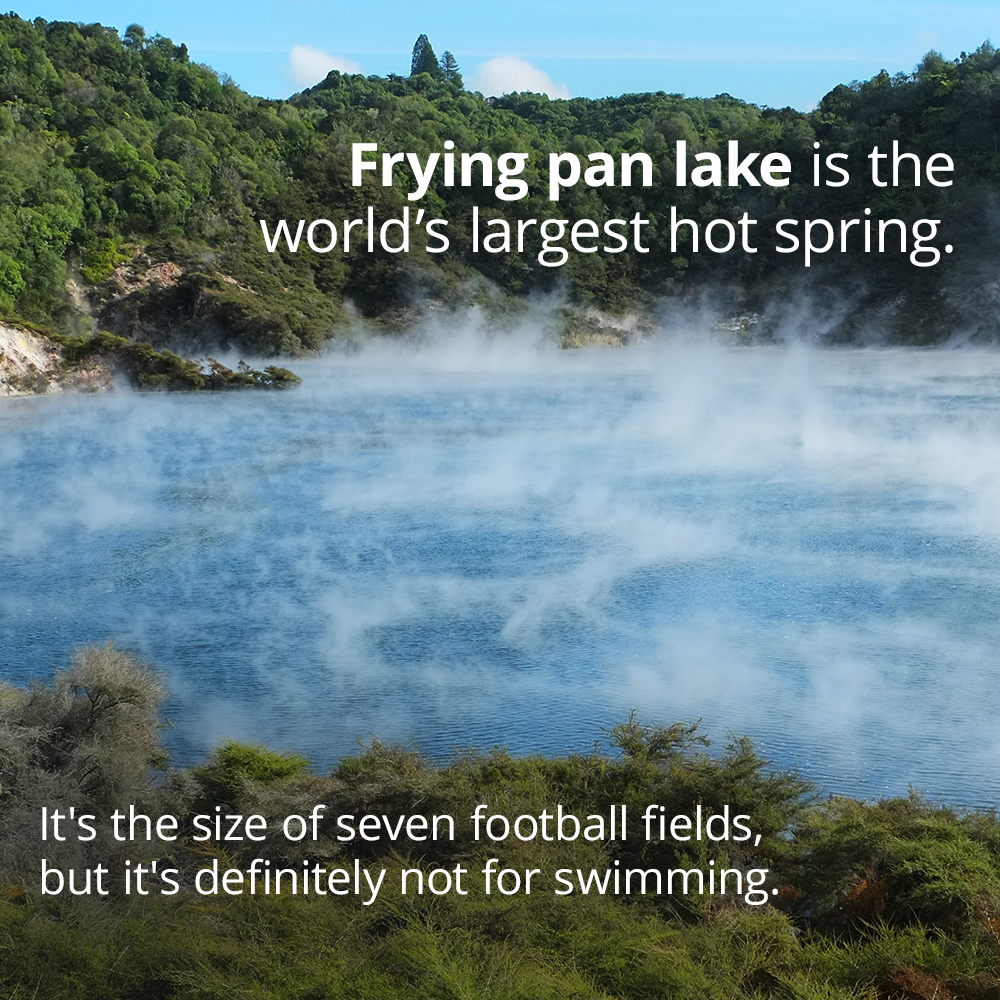 Frying pan lake is the
world’s largest hot spring.
It's the size of seven football fields,
but it's definitely not for swimming.